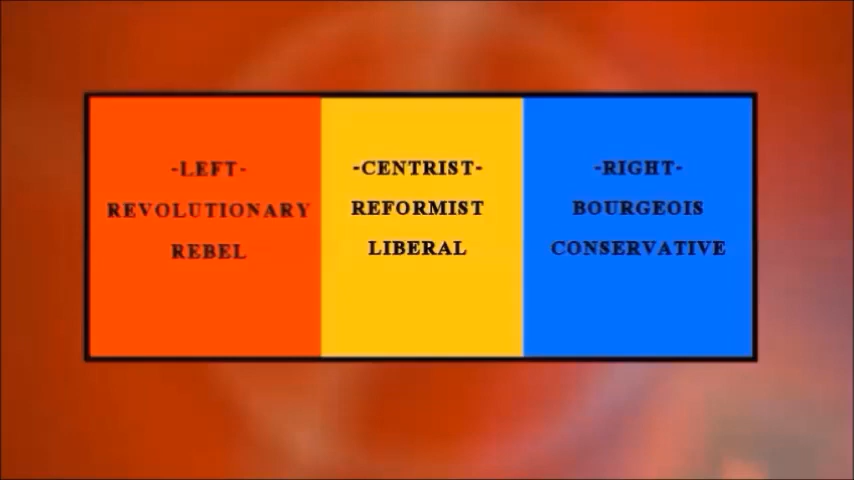 -LEFT-
REVOLUTIONARY
REBEL
-CENTRIST-
REFORMIST
LIBERAL
-RIGHT-
BOURGEOIS
CONSERVATIVE